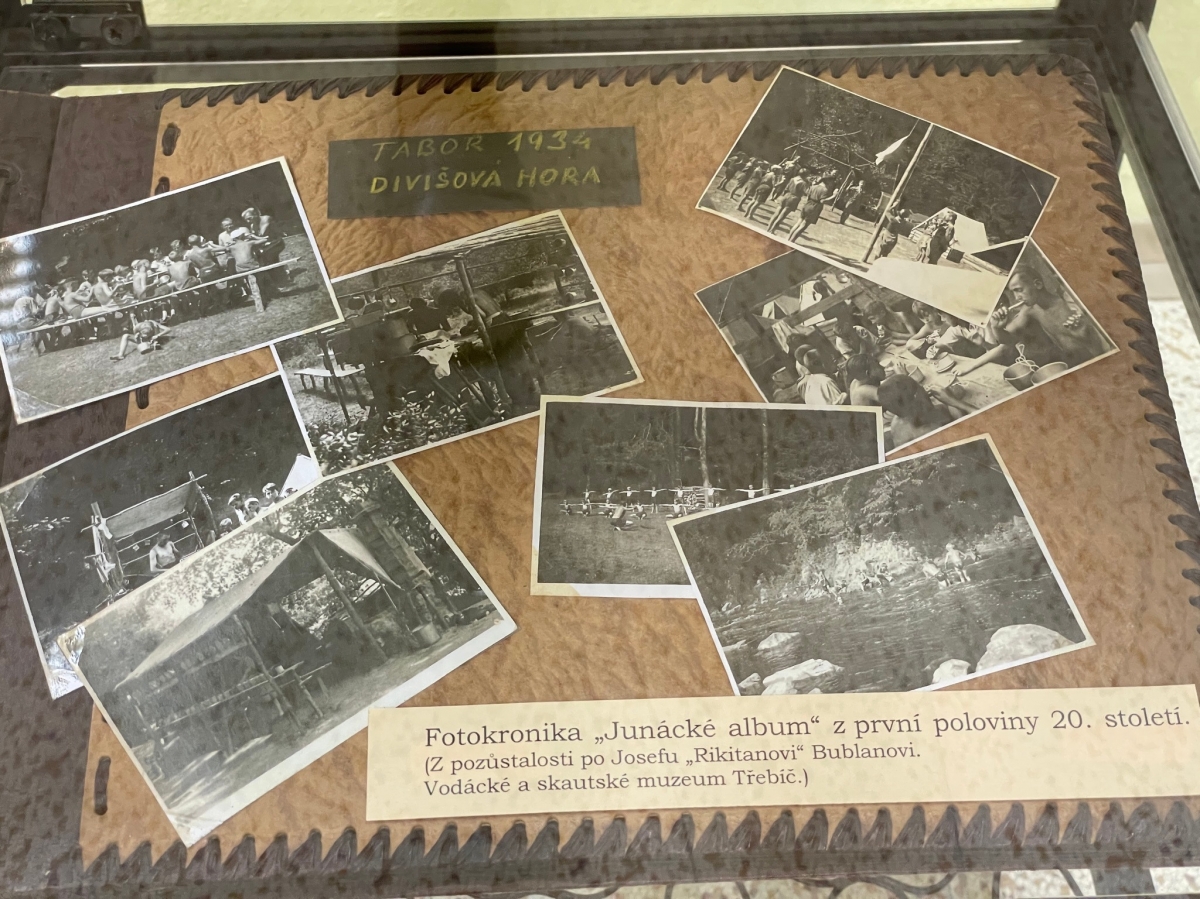 TABOR 1934
DIVIŠOVÁ HORA
Fotokronika „Junácké album“ z první poloviny 20. století.
(Z pozůstalosti po Josefu „Rikitanovi“ Bublanovi.
Vodácké a skautské muzeum Třebíč.)